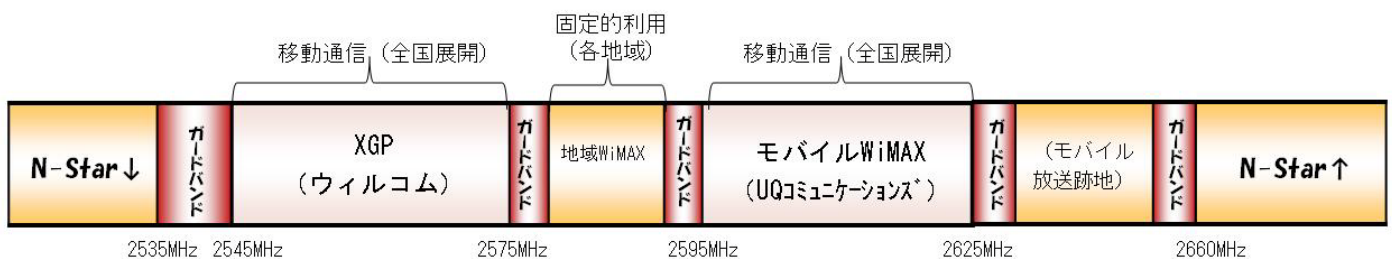 固定的利用
(各地域)
移動通信 (全国展開)
移動通信 (全国展開)
N-Star↓
ガードバンド
XGP
(ウィルコム)
ガードバンド
地域WiMAX
ガードバンド
モバイルWiMAX
(UQコミュニケーションズ)
ガードバンド
(モバイル
放送跡地)
ガードバンド
N-Star↑
2535MHz
2545MHz
2575MHz
2595MHz
2625MHz
2660MHz